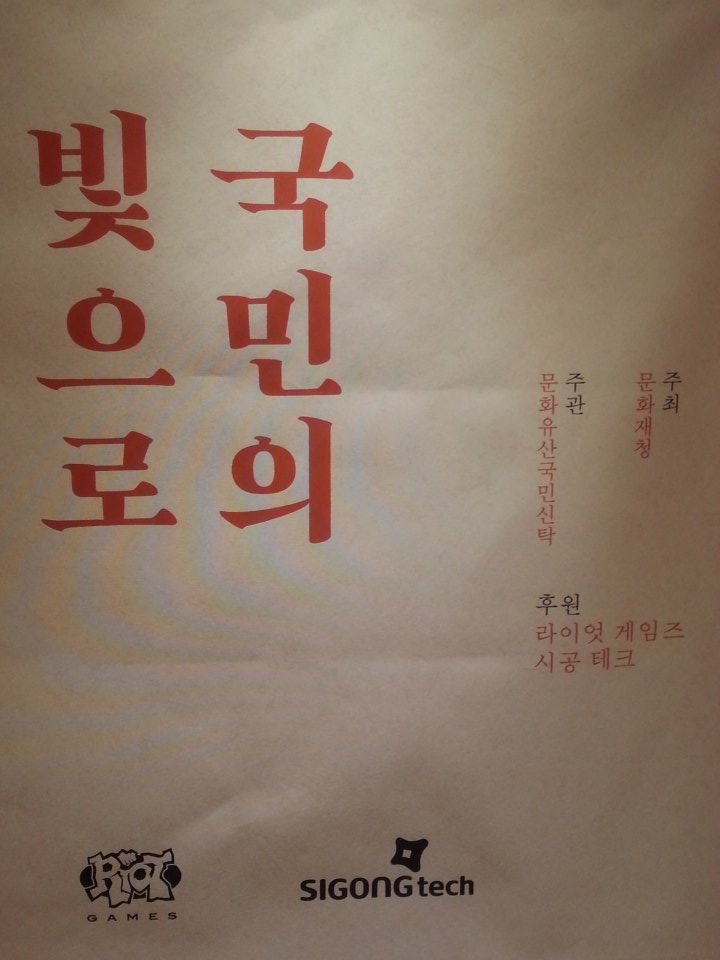 국민의
빛으로
주최
문화재청
주관
문화유산국민신탁
후원
라이엇 게임즈
시공 테크
RIOT
GAMES
SIGONGtech